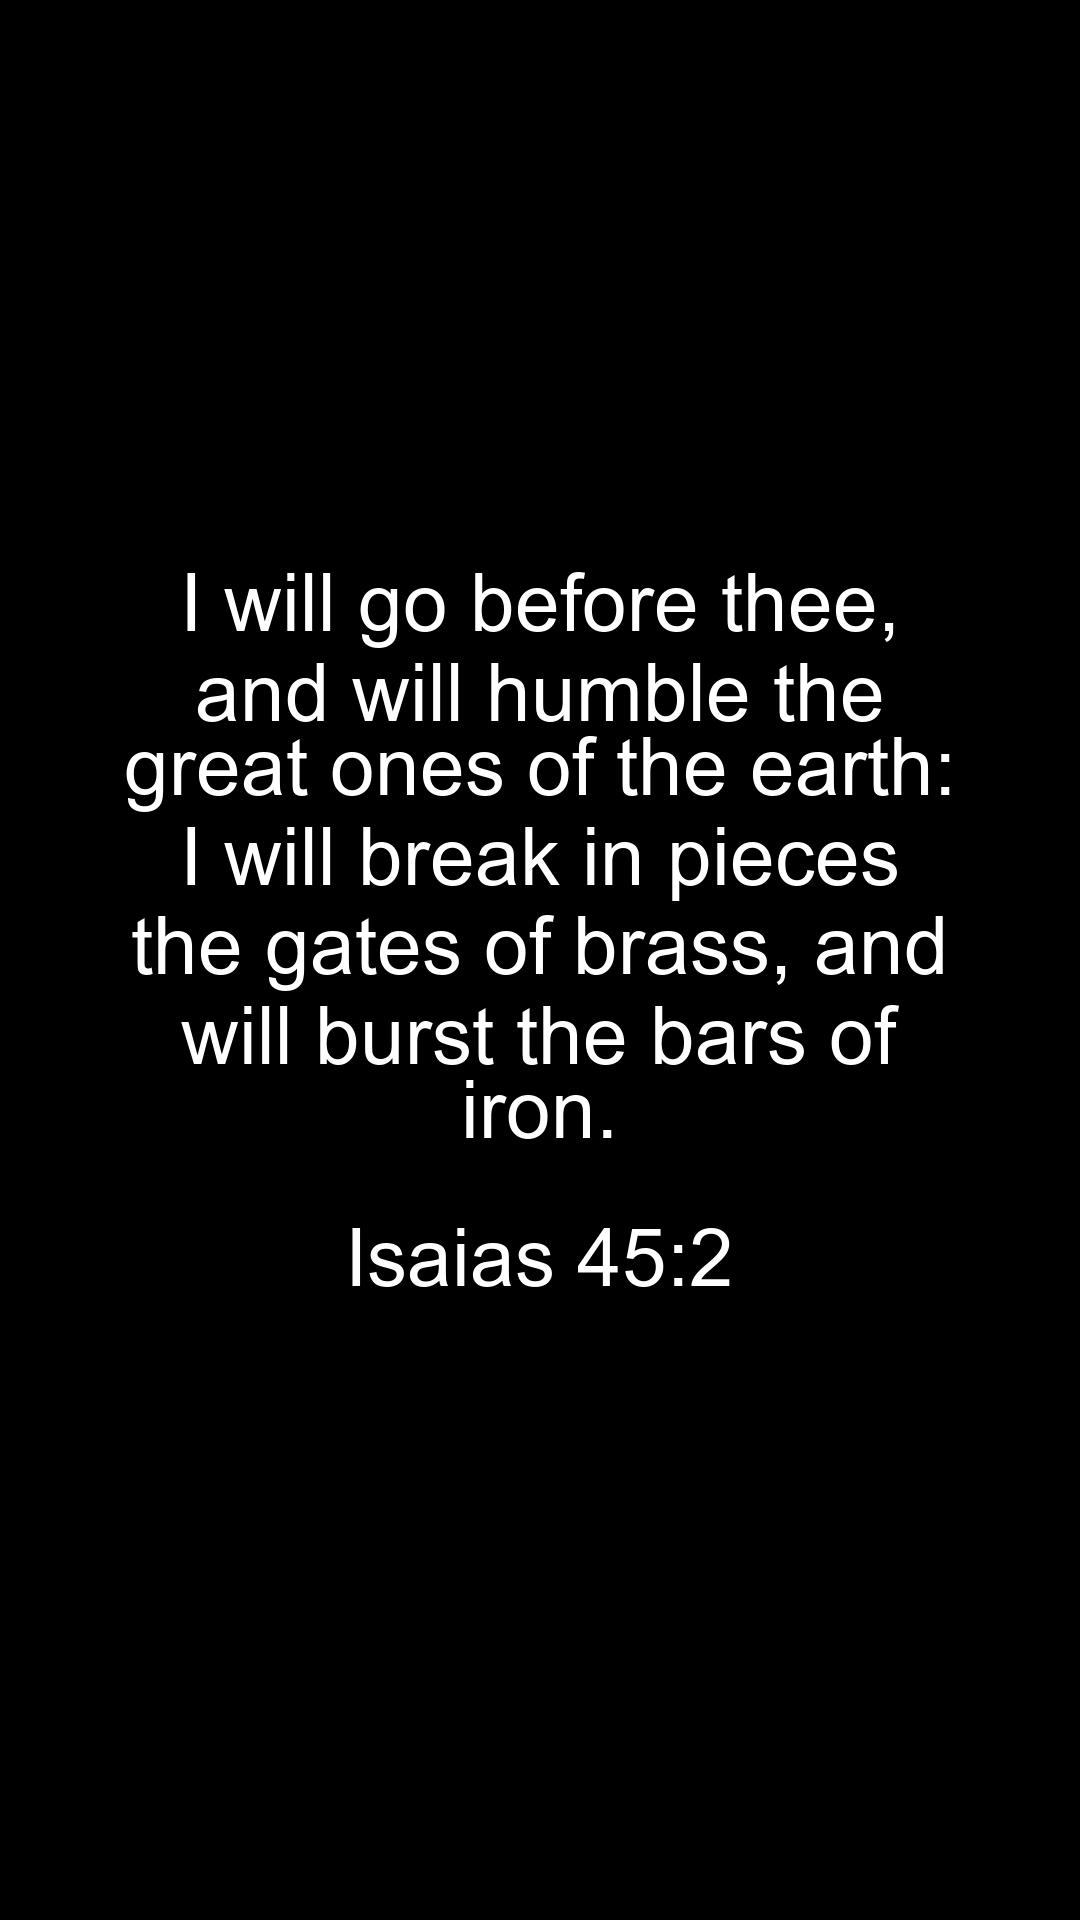 I will go before thee,
and will humble the
great ones of the earth:
I will break in pieces
the gates of brass, and
will burst the bars of
iron.
Isaias 45:2